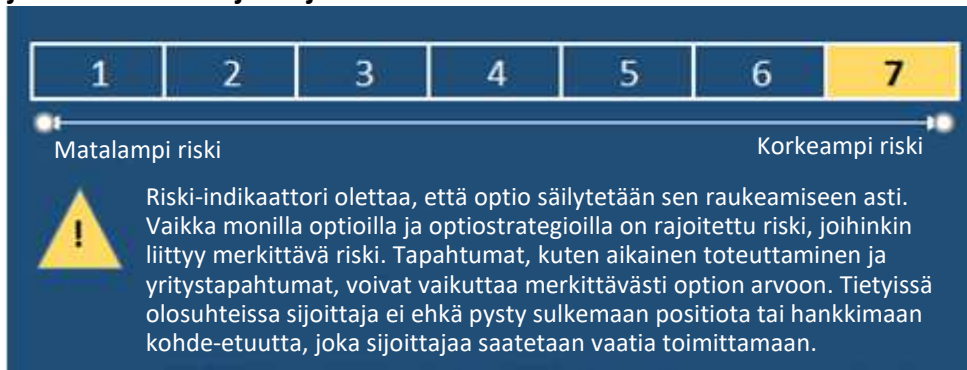 1 2 3 4 5 6 7
Matalampi riski Korkeampi riski
!
Riski-indikaattori olettaa, että optio säilytetään sen raukeamiseen asti.
Vaikka monilla optioilla ja optiostrategioilla on rajoitettu riski, joihinkin
liittyy merkittävä riski. Tapahtumat, kuten aikainen toteuttaminen ja
yritystapahtumat, voivat vaikuttaa merkittävästi option arvoon. Tietyissä
olosuhteissa sijoittaja ei ehkä pysty sulkemaan positiota tai hankkimaan
kohde-etuutta, joka sijoittajaa saatetaan vaatia toimittamaan.